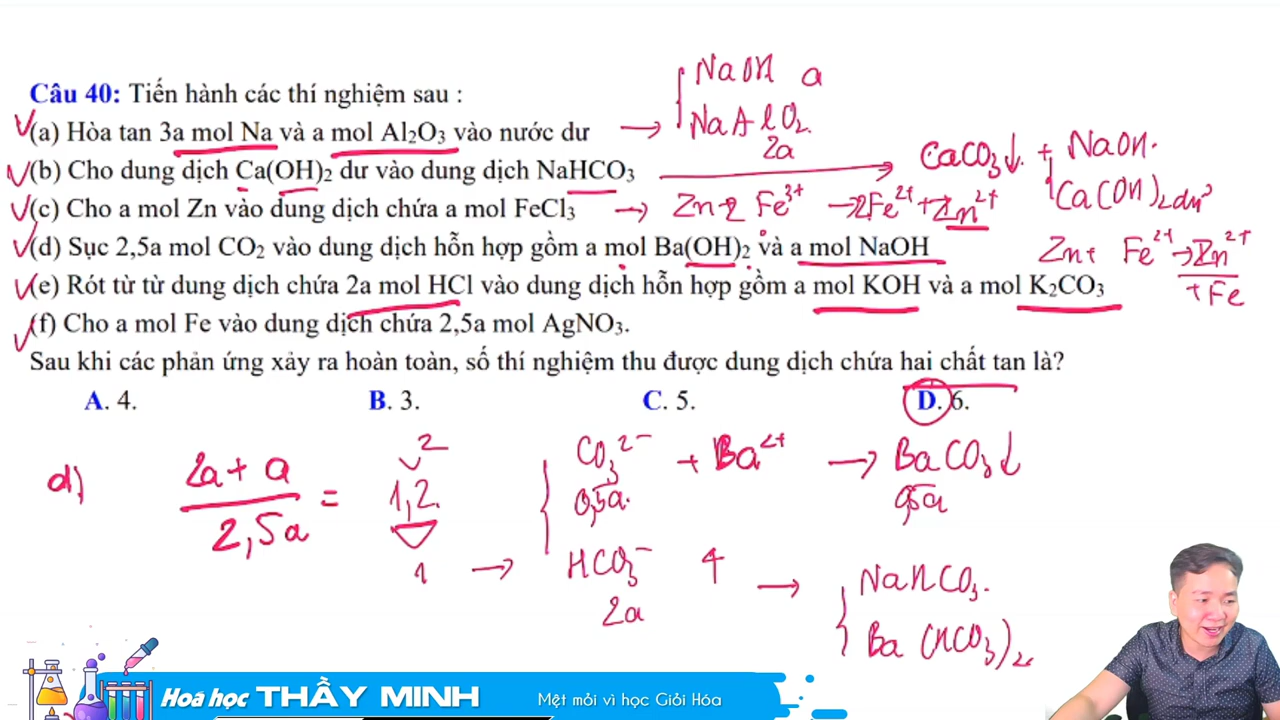 Câu 40: Tiến hành các thí nghiệm sau :
(a) Hòa tan 3a mol Na và a mol Al₂O₃ vào nước dư → NaOH a
NaAlO₂
2a
(b) Cho dung dịch Ca(OH)₂ dư vào dung dịch NaHCO₃ → CaCO₃↓ + NaOH.
Ca(OH)₂ dư
(c) Cho a mol Zn vào dung dịch chứa a mol FeCl₃ → Zn + 2Fe³⁺ → 2Fe²⁺ + Zn²⁺
(d) Sục 2,5a mol CO₂ vào dung dịch hỗn hợp gồm a mol Ba(OH)₂ và a mol NaOH
Zn + Fe²⁺ → Zn²⁺
+ Fe
(e) Rót từ từ dung dịch chứa 2a mol HCl vào dung dịch hỗn hợp gồm a mol KOH và a mol K₂CO₃
(f) Cho a mol Fe vào dung dịch chứa 2,5a mol AgNO₃.
Sau khi các phản ứng xảy ra hoàn toàn, số thí nghiệm thu được dung dịch chứa hai chất tan là?
A. 4. B. 3. C. 5. D. 6.
d) 2a + a
2,5a
= 1,2.
2
1 →
CO₃²⁻ + Ba²⁺ → BaCO₃↓
0,5a. 0,5a
HCO₃⁻ → NaHCO₃.
2a
Ba(HCO₃)₂
Hoá học THẦY MINH Mệt mỏi vì học Giỏi Hóa